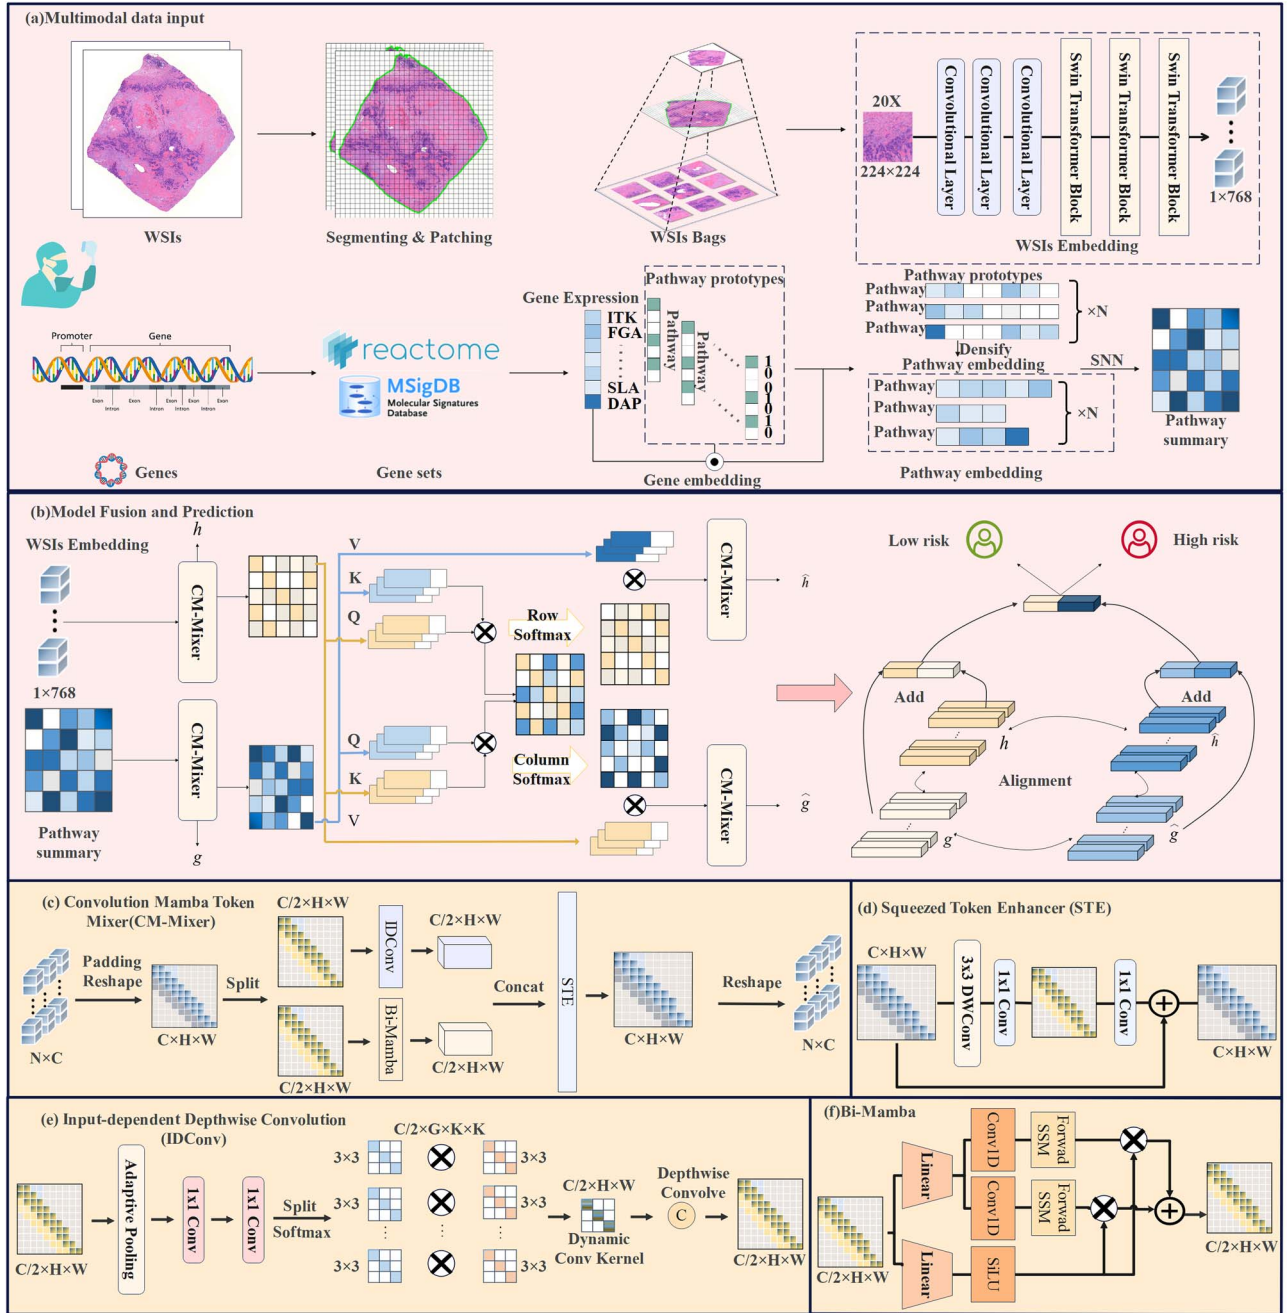 (a)Multimodal data input
WSIs
Segmenting & Patching
WSIs Bags
20X
224×224
Convolutional Layer
Convolutional Layer
Convolutional Layer
Swin Transformer Block
Swin Transformer Block
Swin Transformer Block
1×768
WSIs Embedding
Promoter
Gene
Exon
Intron
Exon
Intron
Exon
Intron
Exon
Genes
reactome
MSigDB
Molecular Signatures
Database
Gene sets
Gene Expression
ITK
FGA
SLA
DAP
Pathway prototypes
Pathway
Pathway
1
0
0
1
0
1
0
Gene embedding
Pathway prototypes
Pathway
Pathway
Pathway
×N
Densify
Pathway embedding
Pathway
Pathway
Pathway
×N
Pathway embedding
SNN
Pathway
summary
(b)Model Fusion and Prediction
WSIs Embedding
1×768
Pathway
summary
h
CM-Mixer
CM-Mixer
g
V
K
Q
Q
K
V
Row
Softmax
Column
Softmax
CM-Mixer
ĥ
CM-Mixer
ĝ
Low risk
High risk
Add
Add
h
ĥ
Alignment
g
ĝ
(c) Convolution Mamba Token
Mixer(CM-Mixer)
N×C
Padding
Reshape
C×H×W
Split
C/2×H×W
C/2×H×W
IDConv
Bi-Mamba
C/2×H×W
C/2×H×W
Concat
STE
C×H×W
Reshape
N×C
(d) Squeezed Token Enhancer (STE)
C×H×W
3x3 DWConv
1x1 Conv
1x1 Conv
C×H×W
(e) Input-dependent Depthwise Convolution
(IDConv)
C/2×H×W
Adaptive Pooling
1x1 Conv
1x1 Conv
Split
Softmax
C/2×G×K×K
3×3
3×3
3×3
3×3
3×3
3×3
C/2×H×W
Dynamic
Conv Kernel
Depthwise
Convolve
C
C/2×H×W
(f)Bi-Mamba
C/2×H×W
Linear
Linear
Conv1D
Conv1D
SiLU
Forwad
SSM
Forwad
SSM
C/2×H×W